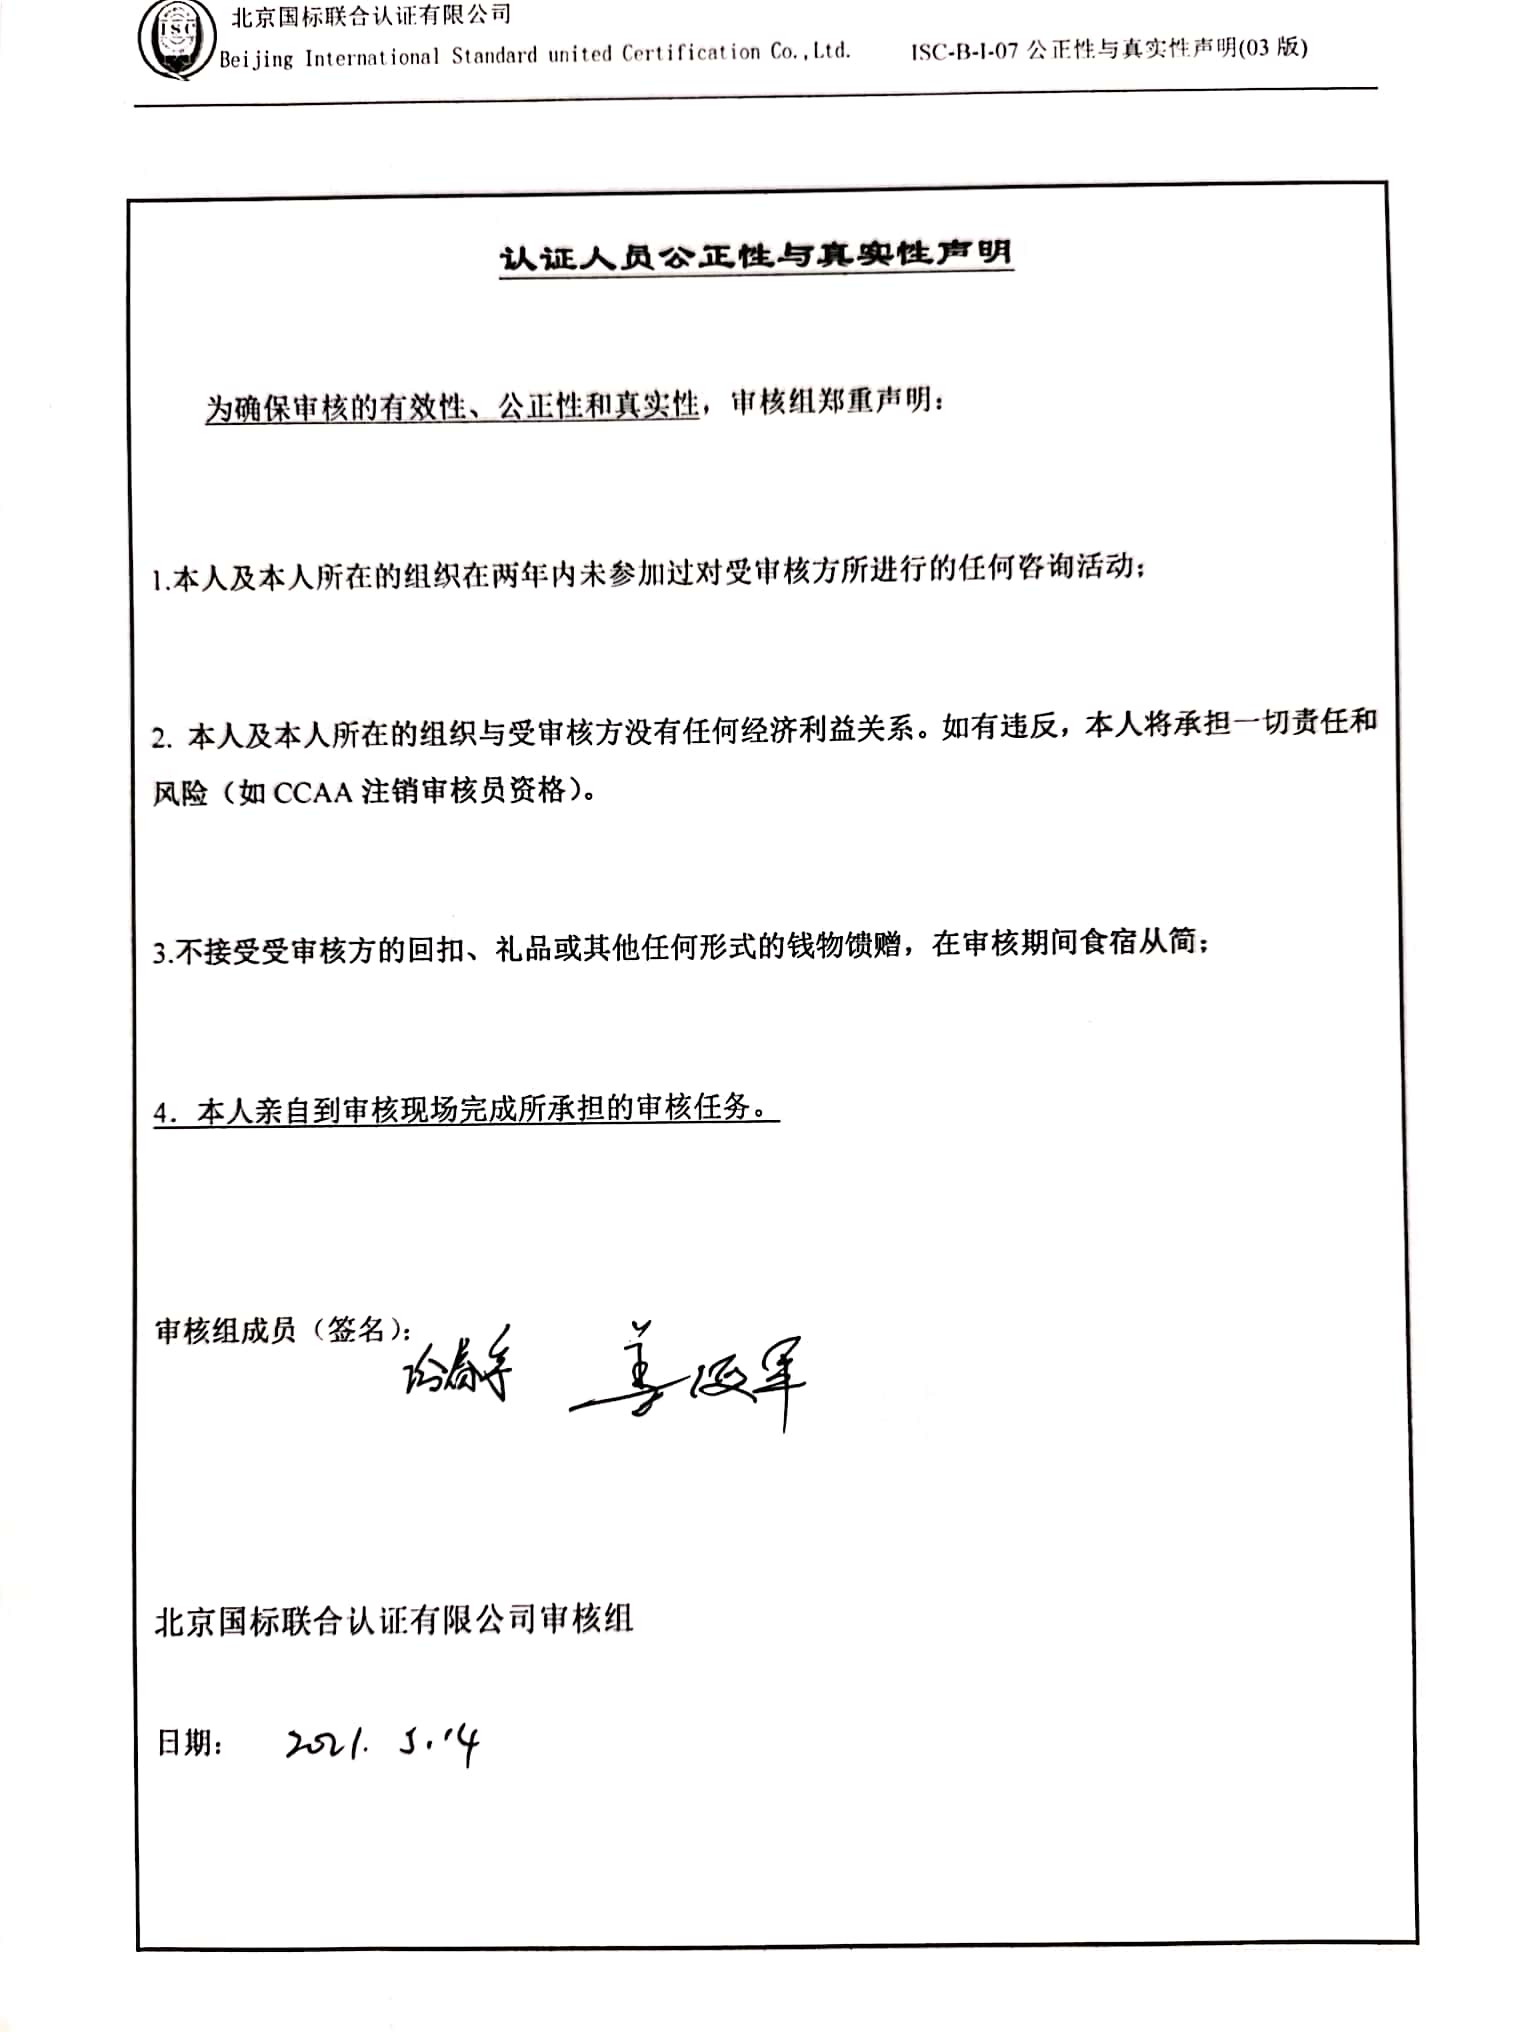 ISC
北京国标联合认证有限公司
Beijing International Standard united Certification Co.,Ltd. ISC-B-I-07 公正性与真实性声明(03 版)
认证人员公正性与真实性声明
为确保审核的有效性、公正性和真实性，审核组郑重声明：
1.本人及本人所在的组织在两年内未参加过对受审核方所进行的任何咨询活动；
2. 本人及本人所在的组织与受审核方没有任何经济利益关系。如有违反，本人将承担一切责任和
风险（如 CCAA 注销审核员资格）。
3.不接受受审核方的回扣、礼品或其他任何形式的钱物馈赠，在审核期间食宿从简；
4．本人亲自到审核现场完成所承担的审核任务。
审核组成员（签名）：
北京国标联合认证有限公司审核组
日期： 2021. 5.14